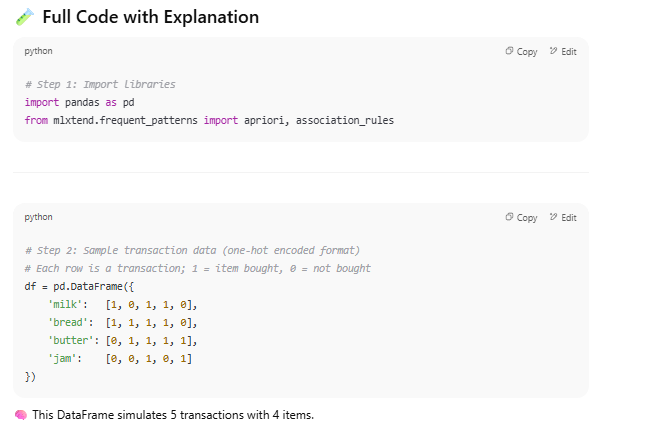 🧪 Full Code with Explanation
python Copy Edit
# Step 1: Import libraries
import pandas as pd
from mlxtend.frequent_patterns import apriori, association_rules
python Copy Edit
# Step 2: Sample transaction data (one-hot encoded format)
# Each row is a transaction; 1 = item bought, 0 = not bought
df = pd.DataFrame({
    'milk':   [1, 0, 1, 1, 0],
    'bread':  [1, 1, 1, 1, 0],
    'butter': [0, 1, 1, 1, 1],
    'jam':    [0, 0, 1, 0, 1]
})
🧠 This DataFrame simulates 5 transactions with 4 items.